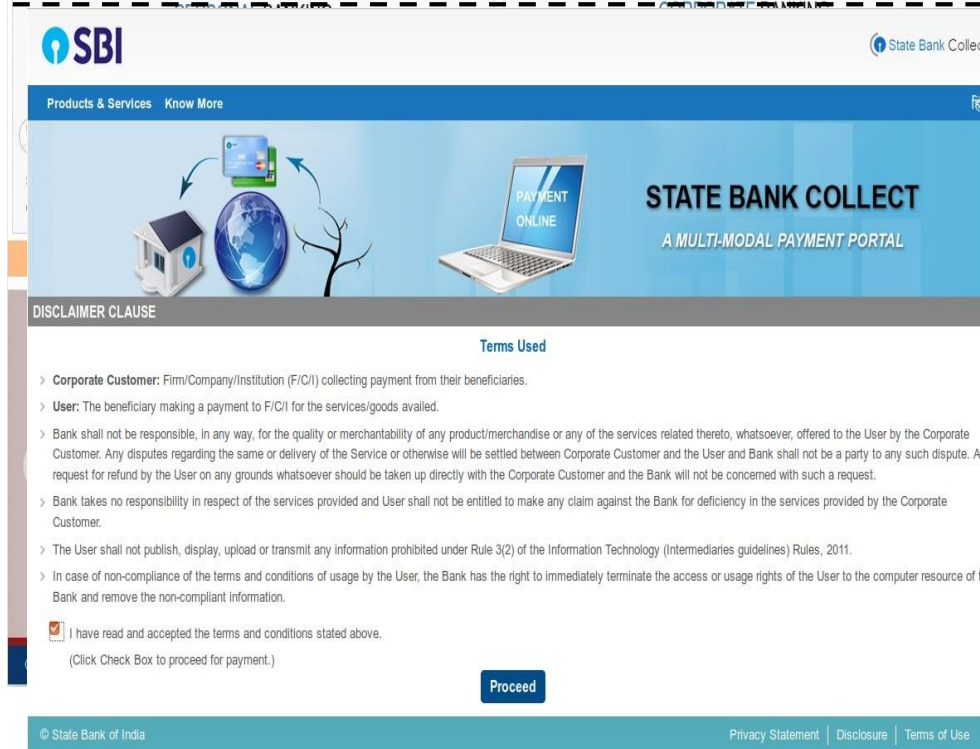 SBI
State Bank Collec
Products & Services Know More
हि
PAYMENT
ONLINE
STATE BANK COLLECT
A MULTI-MODAL PAYMENT PORTAL
DISCLAIMER CLAUSE
Terms Used
> Corporate Customer: Firm/Company/Institution (F/C/I) collecting payment from their beneficiaries.
> User: The beneficiary making a payment to F/C/I for the services/goods availed.
> Bank shall not be responsible, in any way, for the quality or merchantability of any product/merchandise or any of the services related thereto, whatsoever, offered to the User by the Corporate
Customer. Any disputes regarding the same or delivery of the Service or otherwise will be settled between Corporate Customer and the User and Bank shall not be a party to any such dispute. A
request for refund by the User on any grounds whatsoever should be taken up directly with the Corporate Customer and the Bank will not be concerned with such a request.
> Bank takes no responsibility in respect of the services provided and User shall not be entitled to make any claim against the Bank for deficiency in the services provided by the Corporate
Customer.
> The User shall not publish, display, upload or transmit any information prohibited under Rule 3(2) of the Information Technology (Intermediaries guidelines) Rules, 2011.
> In case of non-compliance of the terms and conditions of usage by the User, the Bank has the right to immediately terminate the access or usage rights of the User to the computer resource of t
Bank and remove the non-compliant information.
I have read and accepted the terms and conditions stated above.
(Click Check Box to proceed for payment.)
Proceed
© State Bank of India Privacy Statement | Disclosure | Terms of Use